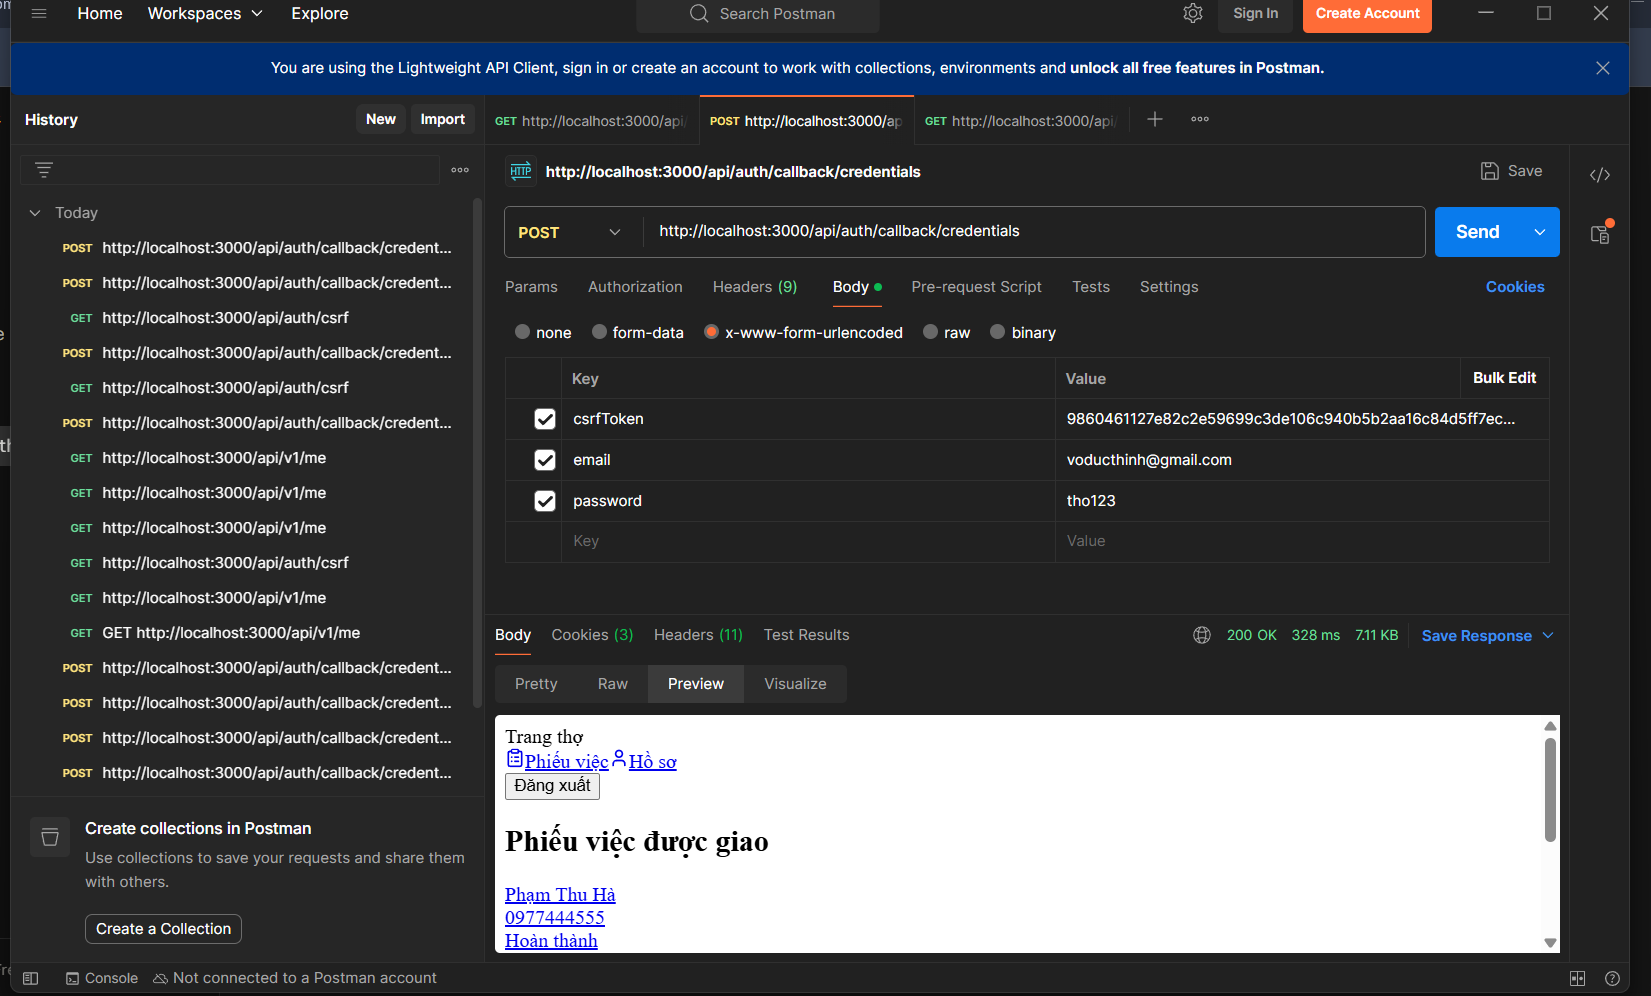 Home Workspaces Explore Search Postman Sign In Create Account
You are using the Lightweight API Client, sign in or create an account to work with collections, environments and unlock all free features in Postman.
History New Import
GET http://localhost:3000/api/ POST http://localhost:3000/ap GET http://localhost:3000/api/
HTTP http://localhost:3000/api/auth/callback/credentials Save
Today
POST http://localhost:3000/api/auth/callback/credent...
POST http://localhost:3000/api/auth/callback/credent...
GET http://localhost:3000/api/auth/csrf
POST http://localhost:3000/api/auth/callback/credent...
GET http://localhost:3000/api/auth/csrf
POST http://localhost:3000/api/auth/callback/credent...
GET http://localhost:3000/api/v1/me
GET http://localhost:3000/api/v1/me
GET http://localhost:3000/api/v1/me
GET http://localhost:3000/api/auth/csrf
GET http://localhost:3000/api/v1/me
GET GET http://localhost:3000/api/v1/me
POST http://localhost:3000/api/auth/callback/credent...
POST http://localhost:3000/api/auth/callback/credent...
POST http://localhost:3000/api/auth/callback/credent...
POST http://localhost:3000/api/auth/callback/credent...
Create collections in Postman
Use collections to save your requests and share them
with others.
Create a Collection
POST http://localhost:3000/api/auth/callback/credentials Send
Params Authorization Headers (9) Body Pre-request Script Tests Settings Cookies
none form-data x-www-form-urlencoded raw binary
Key Value Bulk Edit
csrfToken 9860461127e82c2e59699c3de106c940b5b2aa16c84d5ff7ec...
email voducthinh@gmail.com
password tho123
Key Value
Body Cookies (3) Headers (11) Test Results 200 OK 328 ms 7.11 KB Save Response
Pretty Raw Preview Visualize
Trang thợ
Phiếu việc Hồ sơ
Đăng xuất
Phiếu việc được giao
Phạm Thu Hà
0977444555
Hoàn thành
Console Not connected to a Postman account